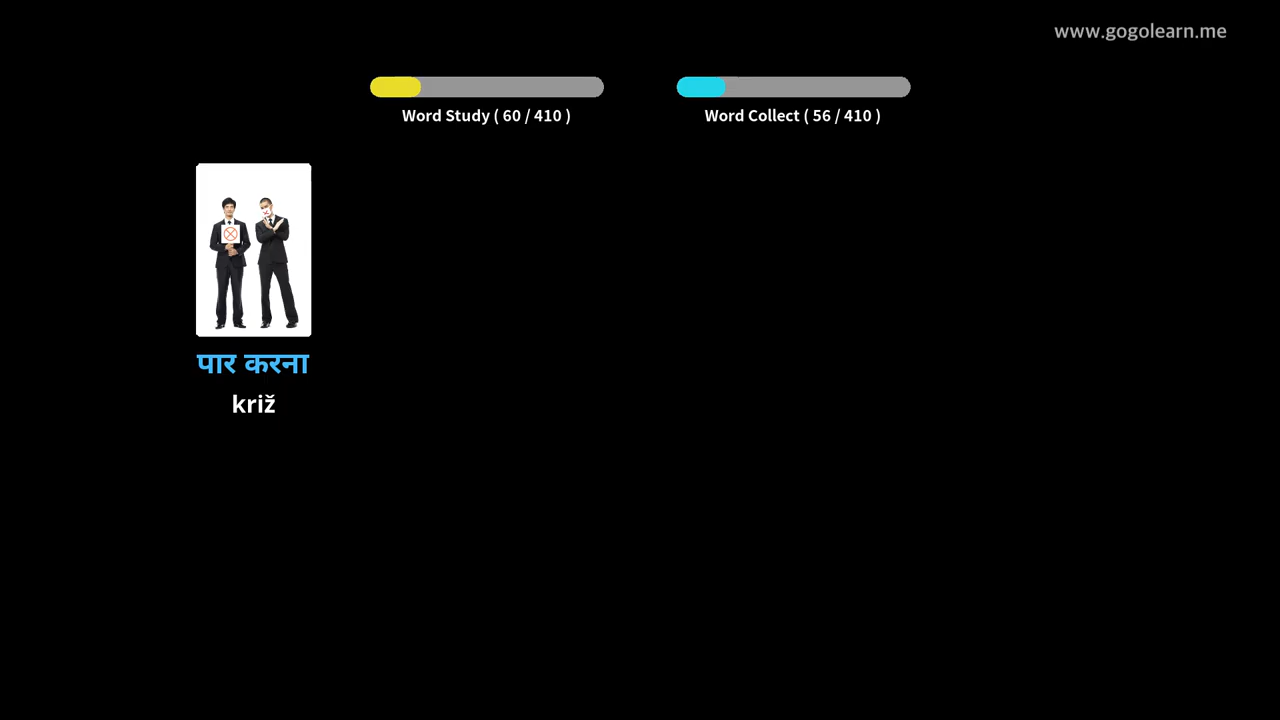 www.gogolearn.me
Word Study ( 60 / 410 )
Word Collect ( 56 / 410 )
पार करना
križ